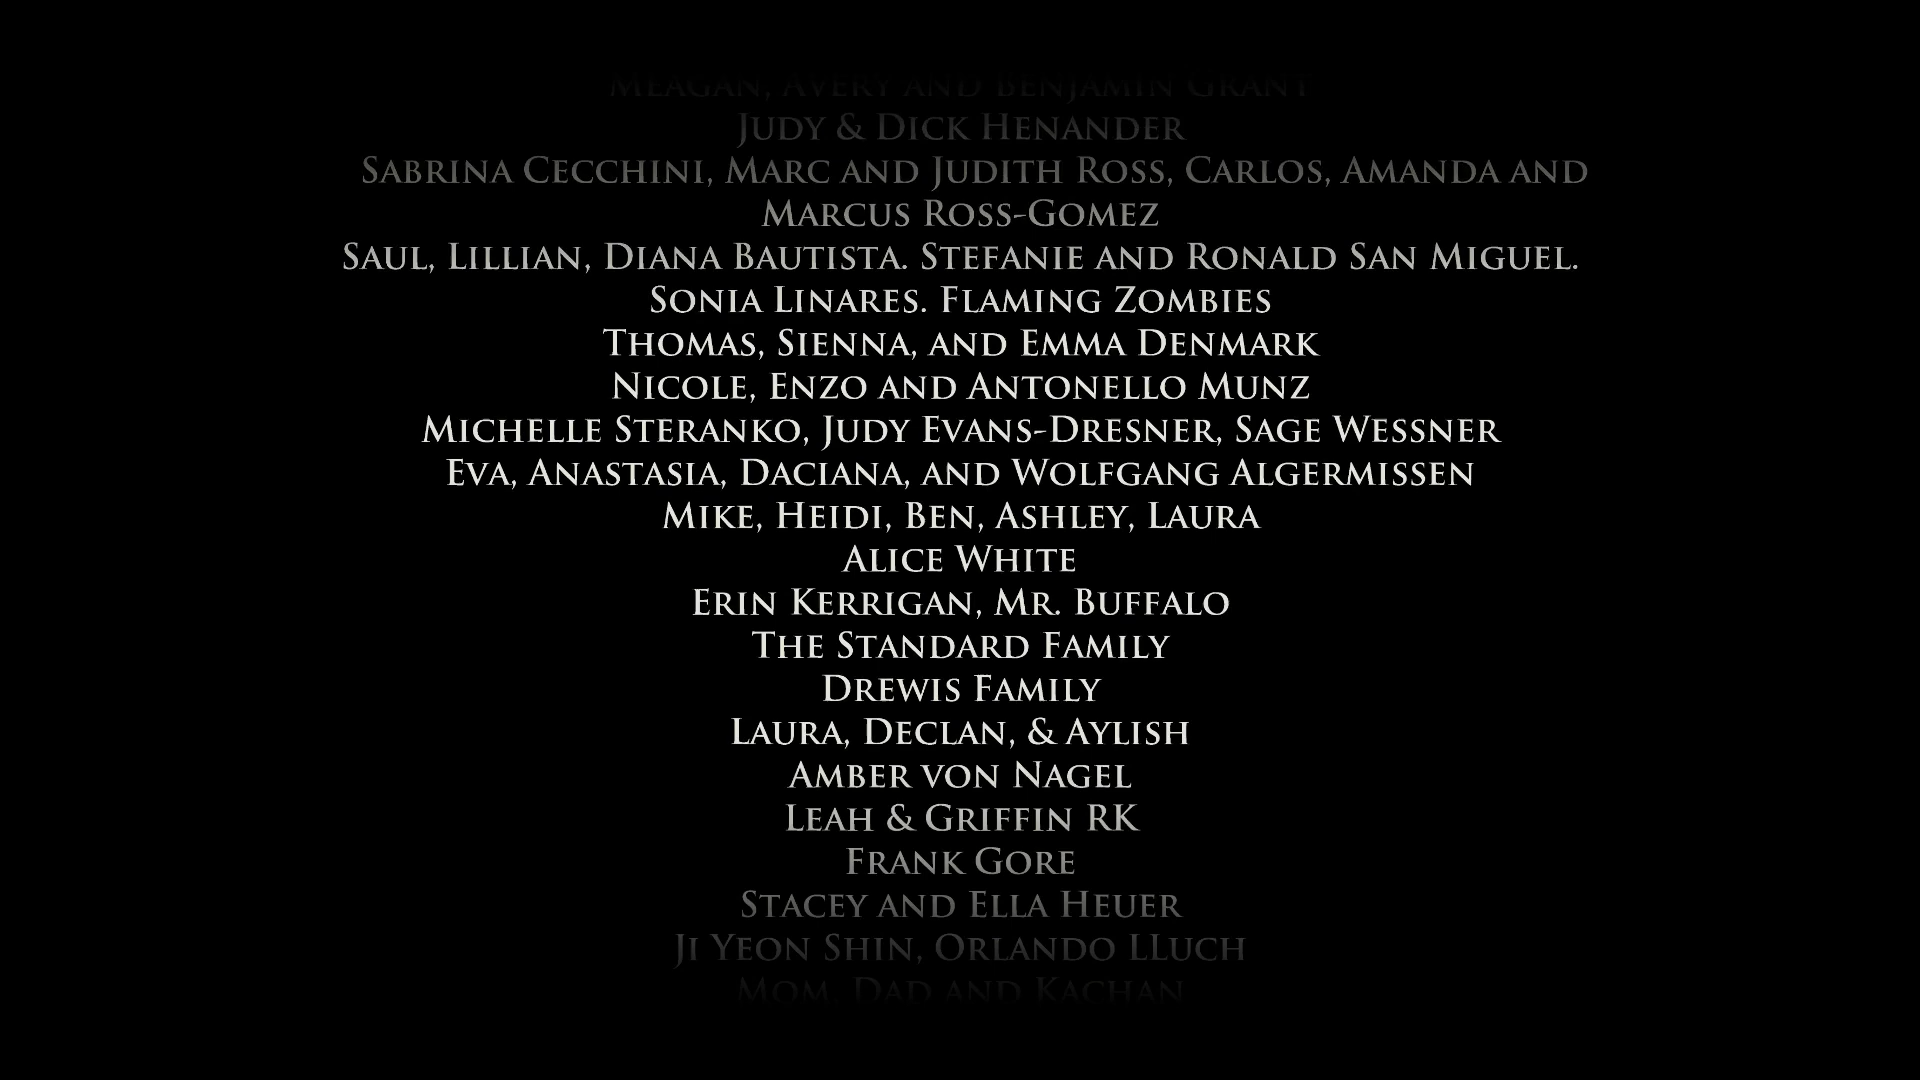 Meagan, Avery and Benjamin Grant
Judy & Dick Henander
Sabrina Cecchini, Marc and Judith Ross, Carlos, Amanda and
Marcus Ross-Gomez
Saul, Lillian, Diana Bautista. Stefanie and Ronald San Miguel.
Sonia Linares. Flaming Zombies
Thomas, Sienna, and Emma Denmark
Nicole, Enzo and Antonello Munz
Michelle Steranko, Judy Evans-Dresner, Sage Wessner
Eva, Anastasia, Daciana, and Wolfgang Algermissen
Mike, Heidi, Ben, Ashley, Laura
Alice White
Erin Kerrigan, Mr. Buffalo
The Standard Family
Drewis Family
Laura, Declan, & Aylish
Amber von Nagel
Leah & Griffin RK
Frank Gore
Stacey and Ella Heuer
Ji Yeon Shin, Orlando LLuch
Mom, Dad and Kachan